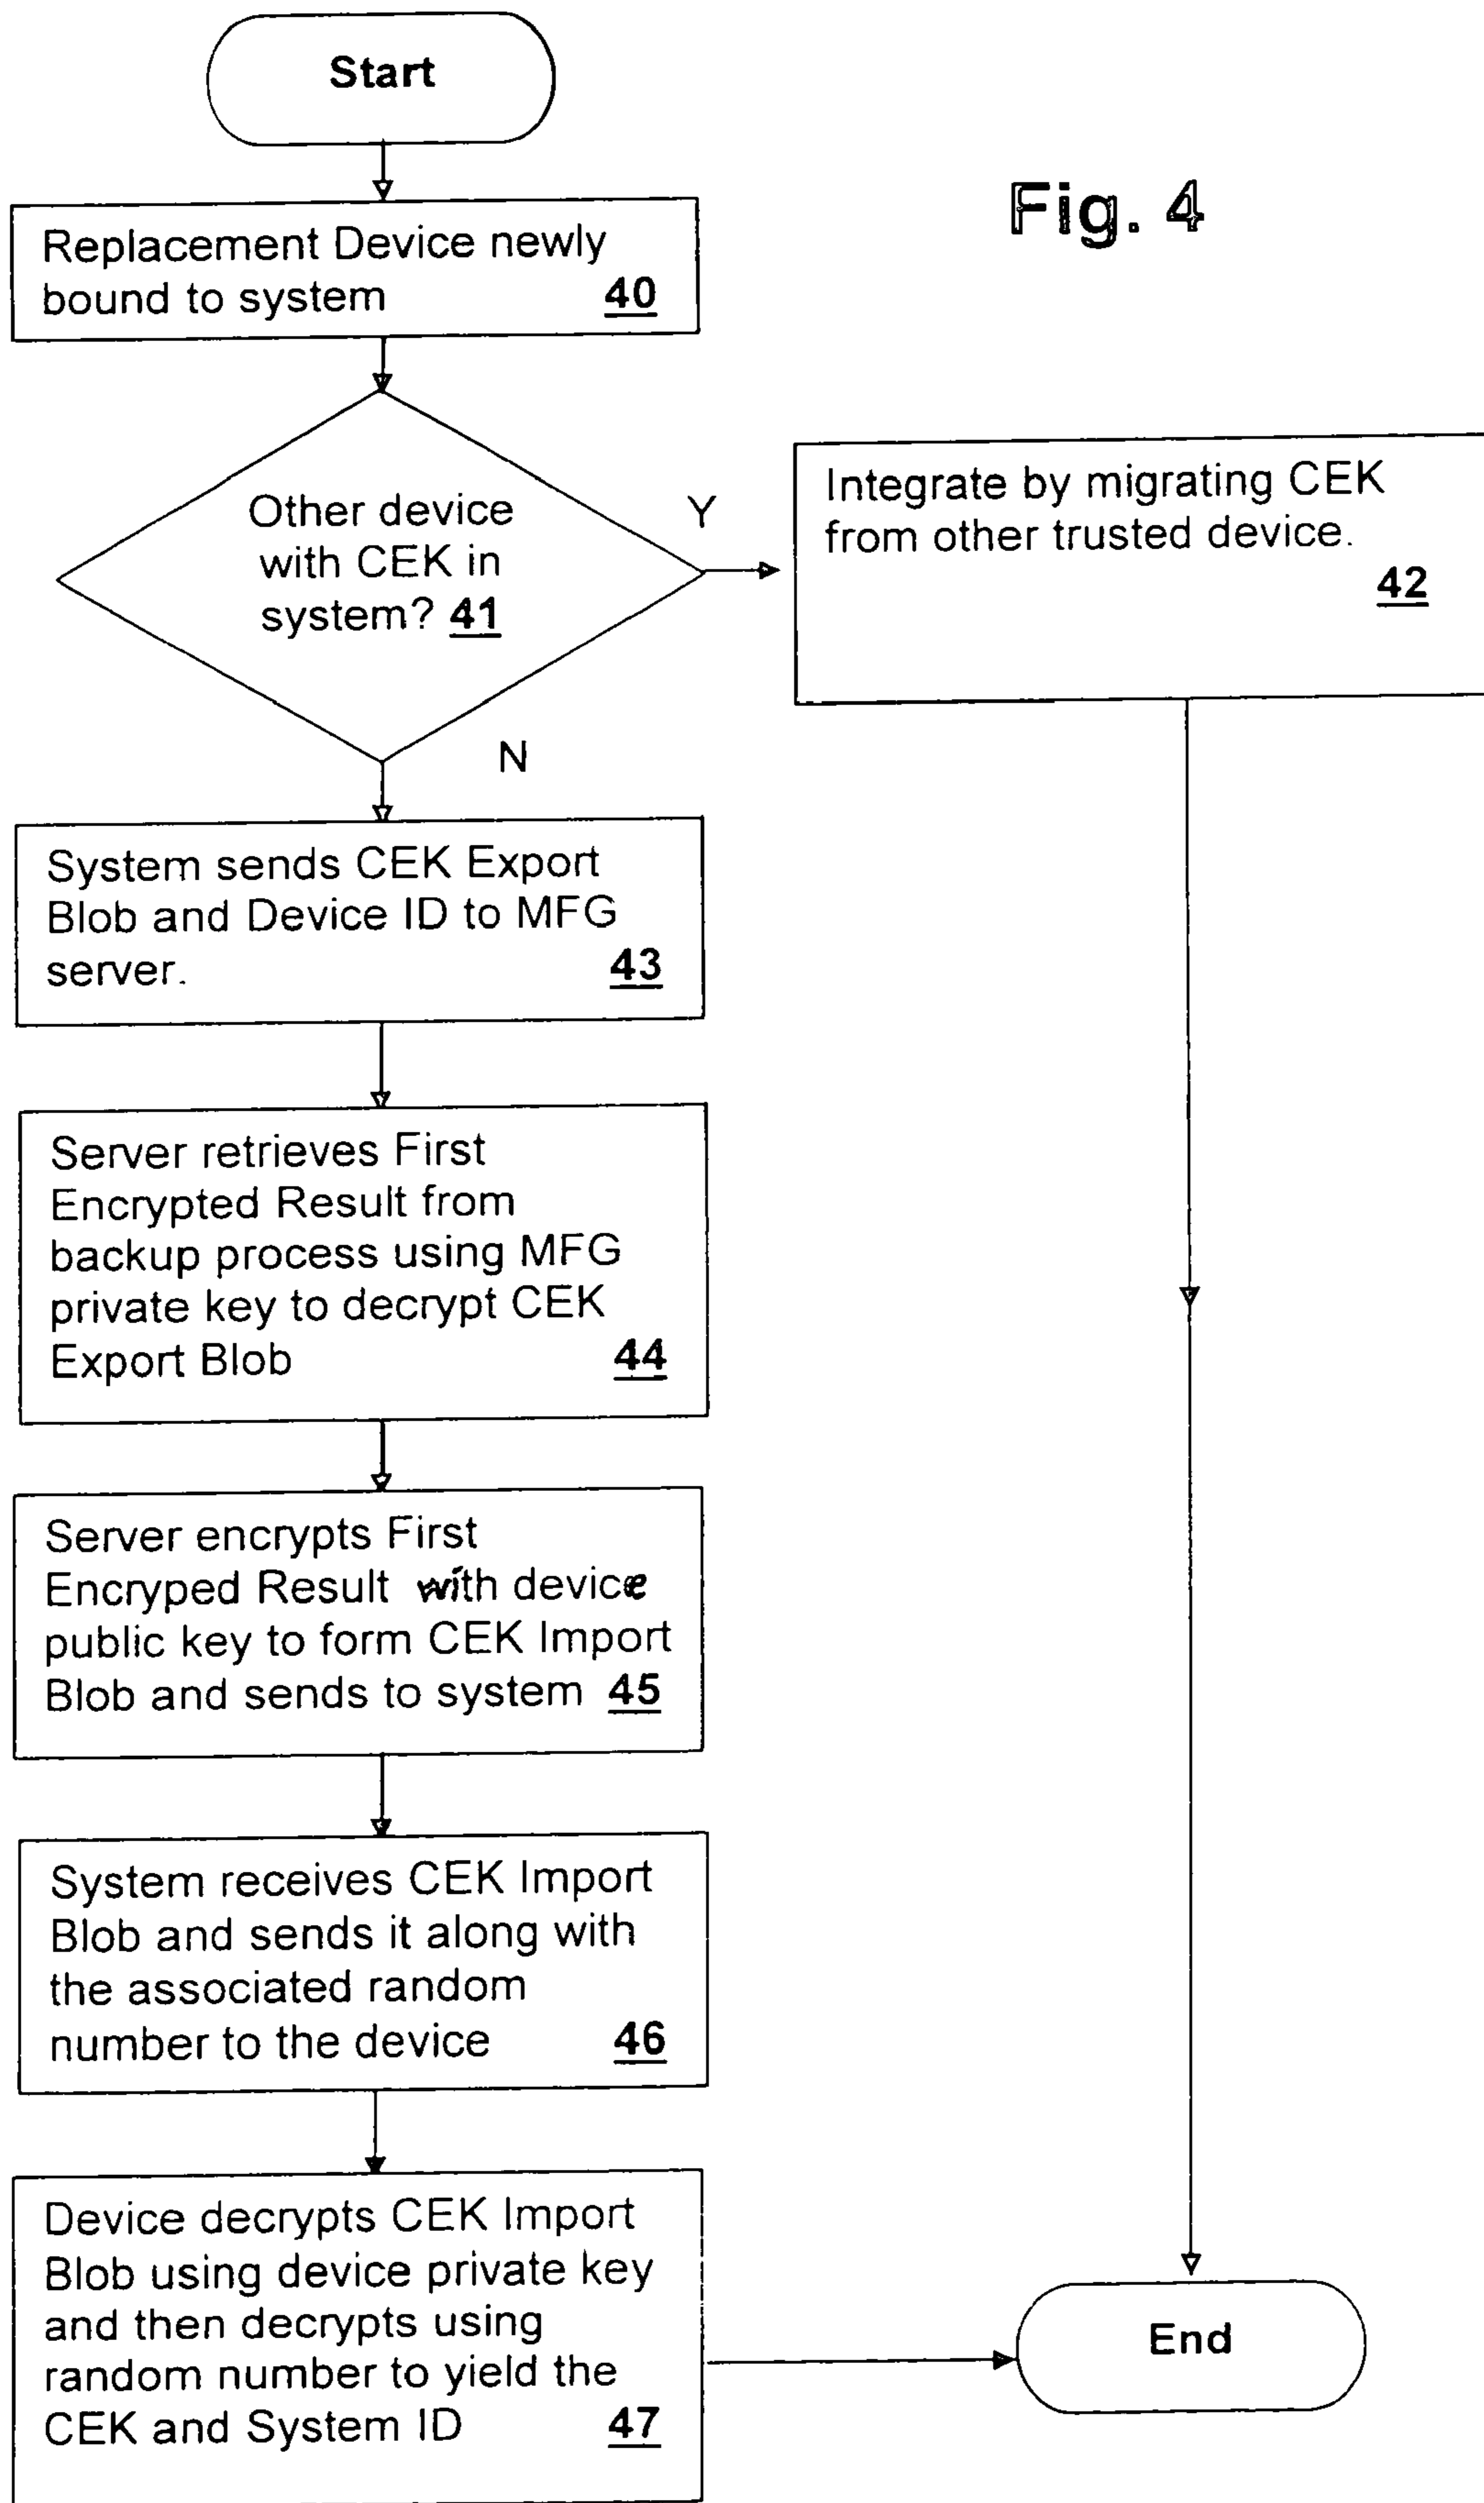 Start
Fig. 4
Replacement Device newly
bound to system 40
Other device
with CEK in
system? 41
Y
N
Integrate by migrating CEK
from other trusted device.
42
System sends CEK Export
Blob and Device ID to MFG
server. 43
Server retrieves First
Encrypted Result from
backup process using MFG
private key to decrypt CEK
Export Blob 44
Server encrypts First
Encryped Result with device
public key to form CEK Import
Blob and sends to system 45
System receives CEK Import
Blob and sends it along with
the associated random
number to the device 46
Device decrypts CEK Import
Blob using device private key
and then decrypts using
random number to yield the
CEK and System ID 47
End